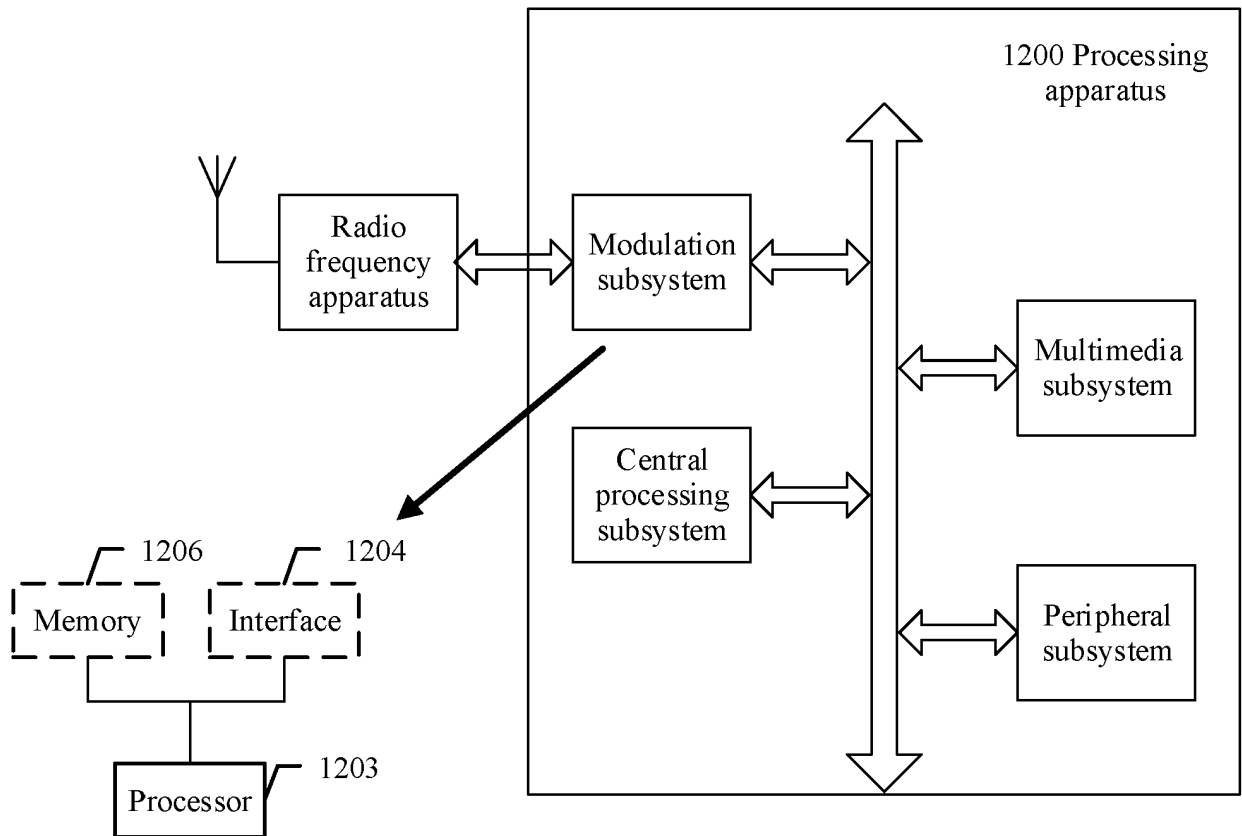 1200 Processing
apparatus
Radio
frequency
apparatus
Modulation
subsystem
Multimedia
subsystem
Central
processing
subsystem
1206
1204
Memory
Interface
Peripheral
subsystem
1203
Processor